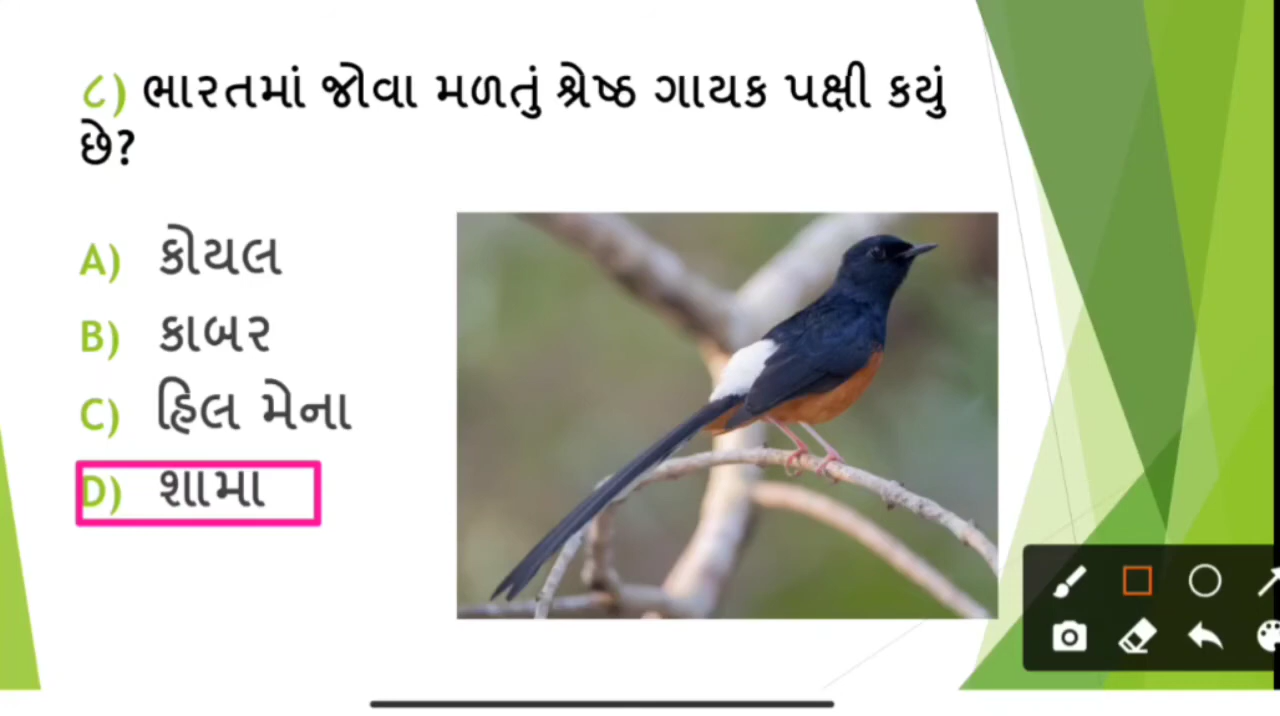 ૮) ભારતમાં જોવા મળતું શ્રેષ્ઠ ગાયક પક્ષી કયું
છે?
A) કોયલ
B) કાબર
C) હિલ મેના
D) શામા